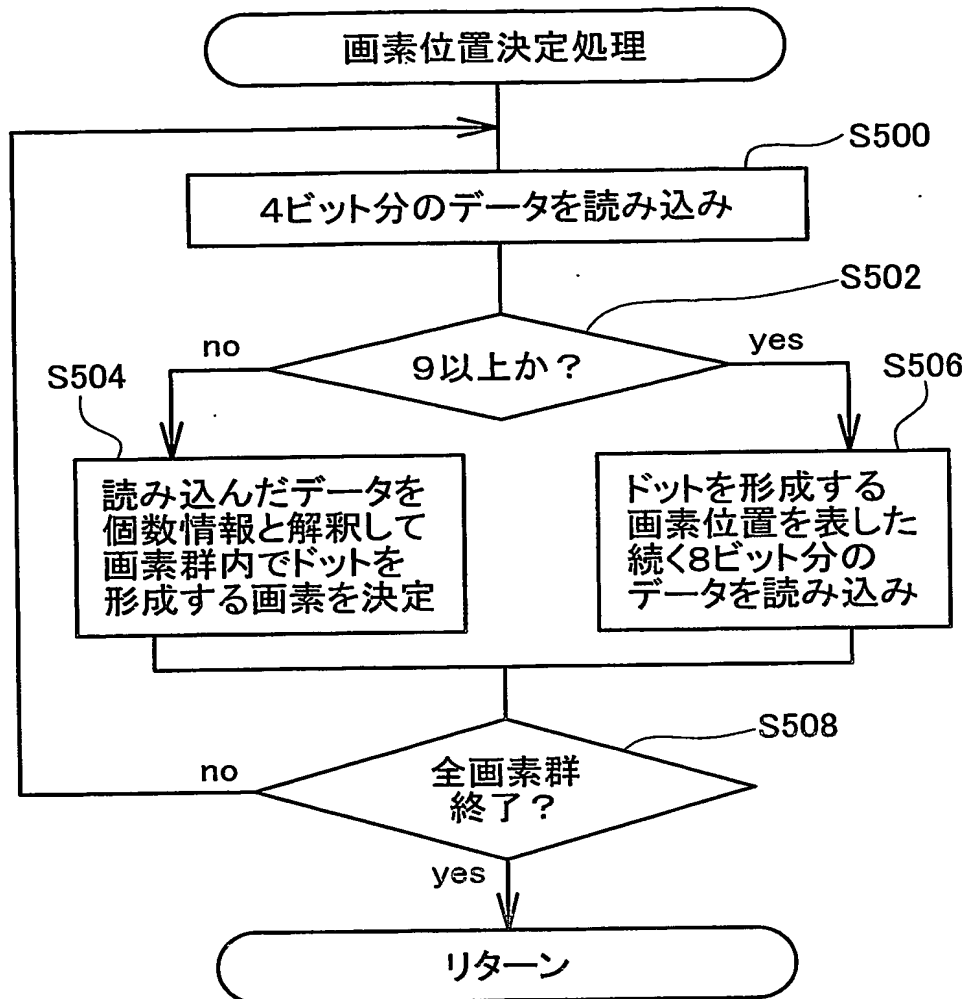 画素位置決定処理
S500
4ビット分のデータを読み込み
S502
no
9以上か?
yes
S504
S506
読み込んだデータを
個数情報と解釈して
画素群内でドットを
形成する画素を決定
ドットを形成する
画素位置を表した
続く8ビット分の
データを読み込み
S508
no
全画素群
終了?
yes
リターン